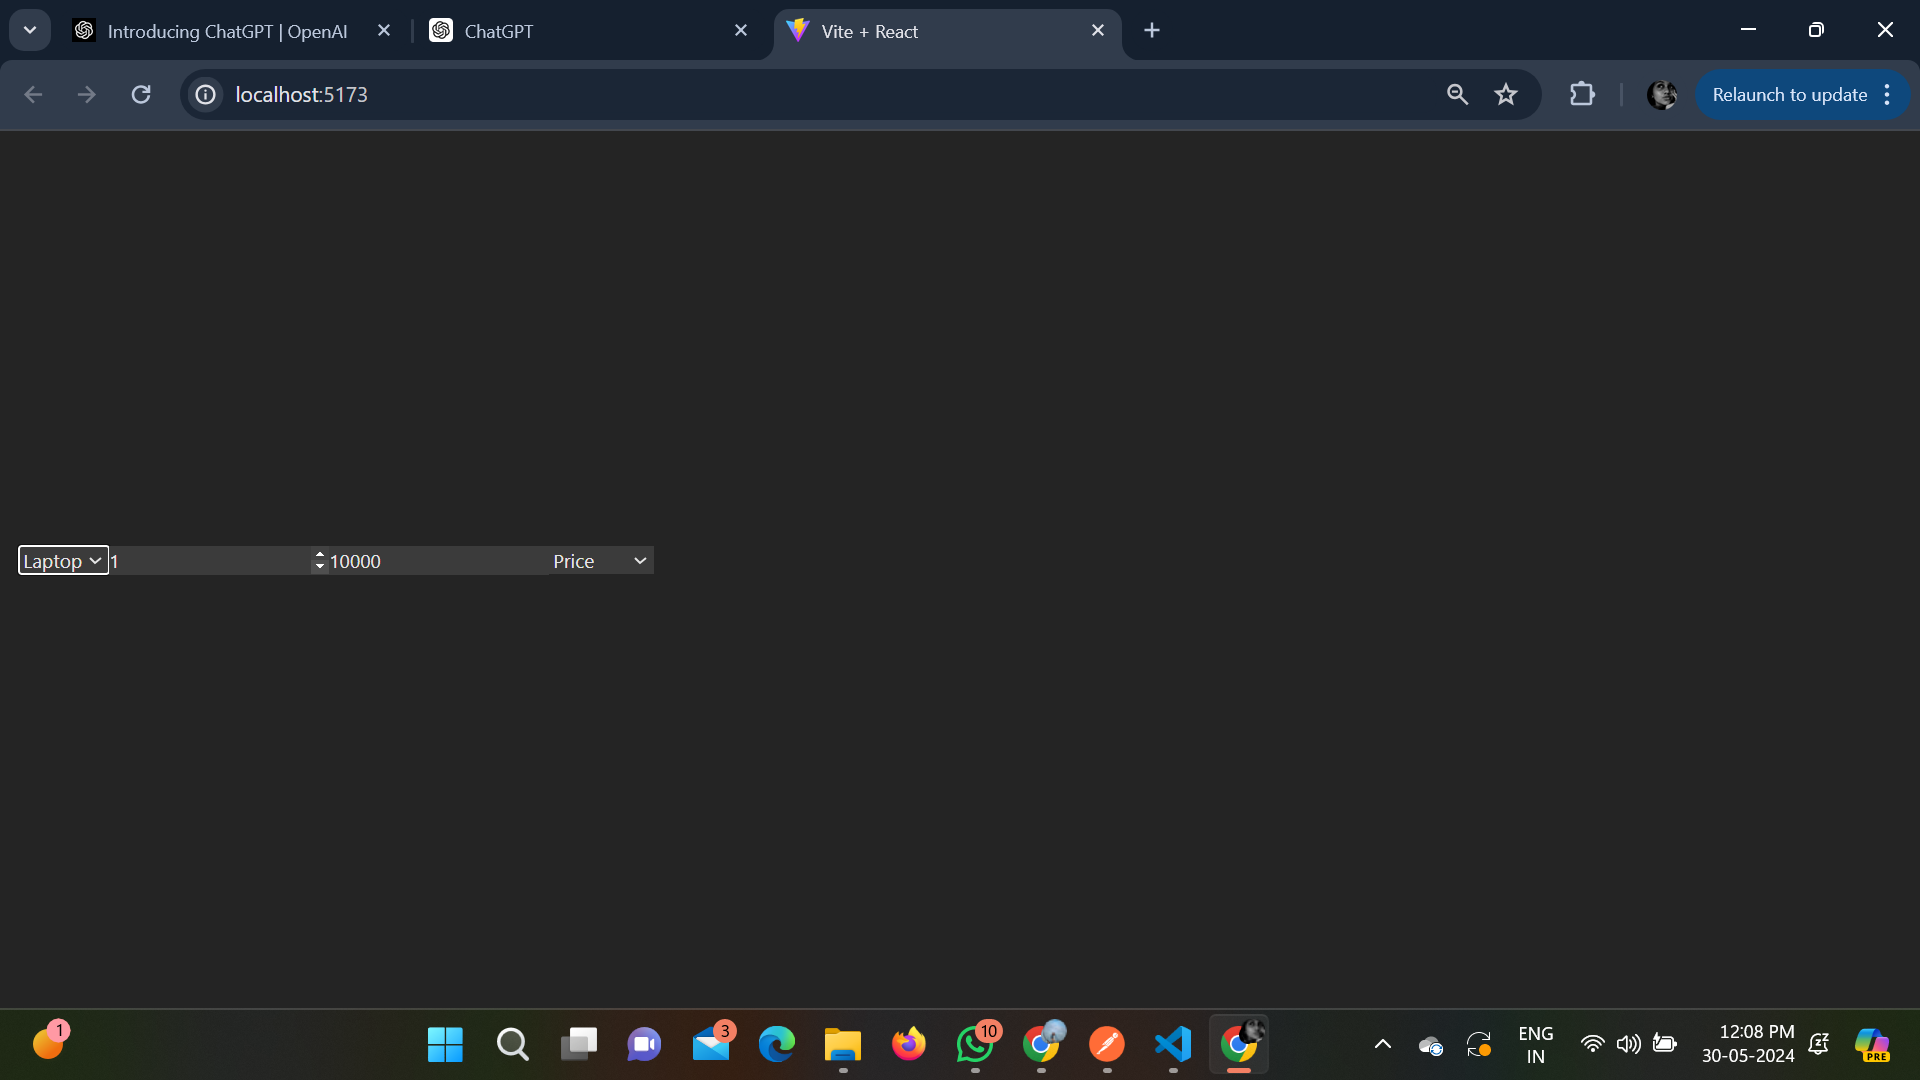 Introducing ChatGPT | OpenAI
ChatGPT
Vite + React
localhost:5173
Relaunch to update
Laptop 1 10000 Price
1
3
10
ENG
IN
12:08 PM
30-05-2024
PRE